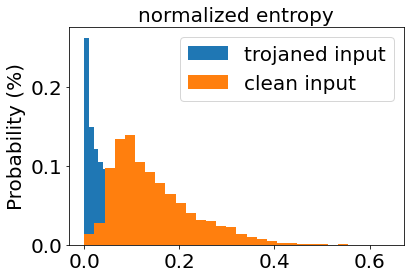 normalized entropy
trojaned input
clean input
Probability (%)
0.2
0.1
0.0
0.0 0.2 0.4 0.6